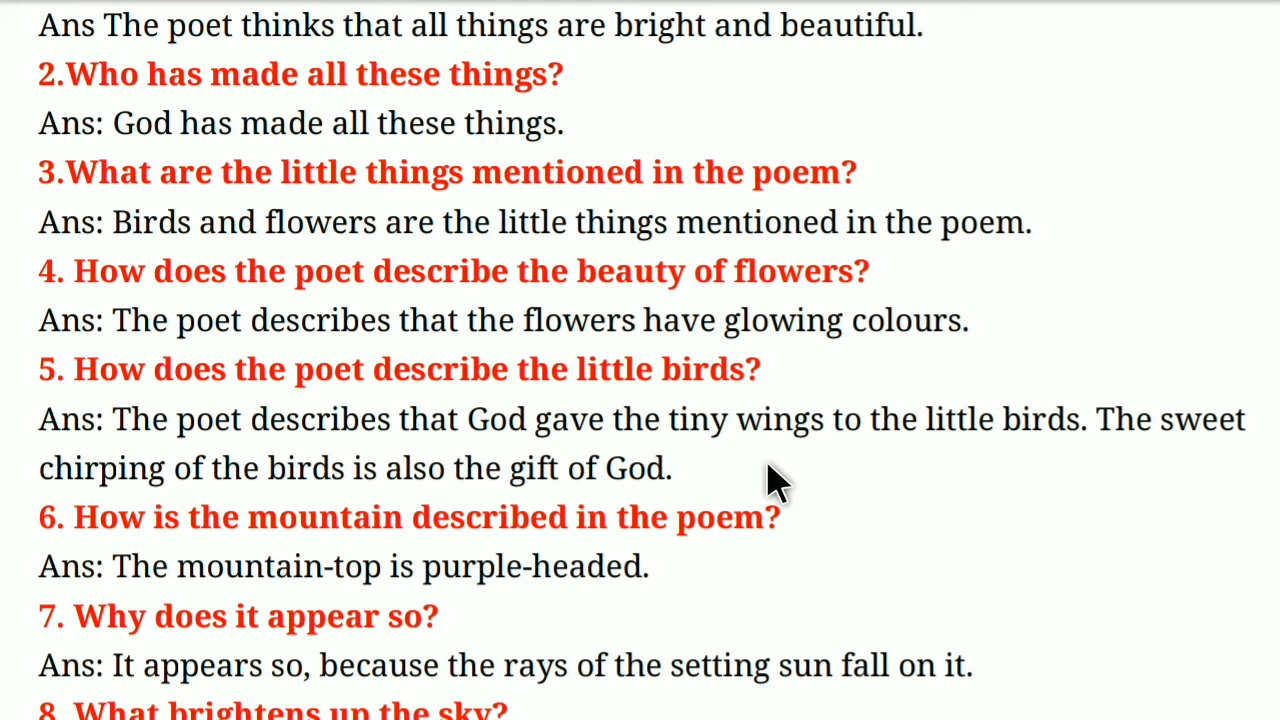 Ans The poet thinks that all things are bright and beautiful.
2.Who has made all these things?
Ans: God has made all these things.
3.What are the little things mentioned in the poem?
Ans: Birds and flowers are the little things mentioned in the poem.
4. How does the poet describe the beauty of flowers?
Ans: The poet describes that the flowers have glowing colours.
5. How does the poet describe the little birds?
Ans: The poet describes that God gave the tiny wings to the little birds. The sweet
chirping of the birds is also the gift of God.
6. How is the mountain described in the poem?
Ans: The mountain-top is purple-headed.
7. Why does it appear so?
Ans: It appears so, because the rays of the setting sun fall on it.
8. What brightens up the sky?